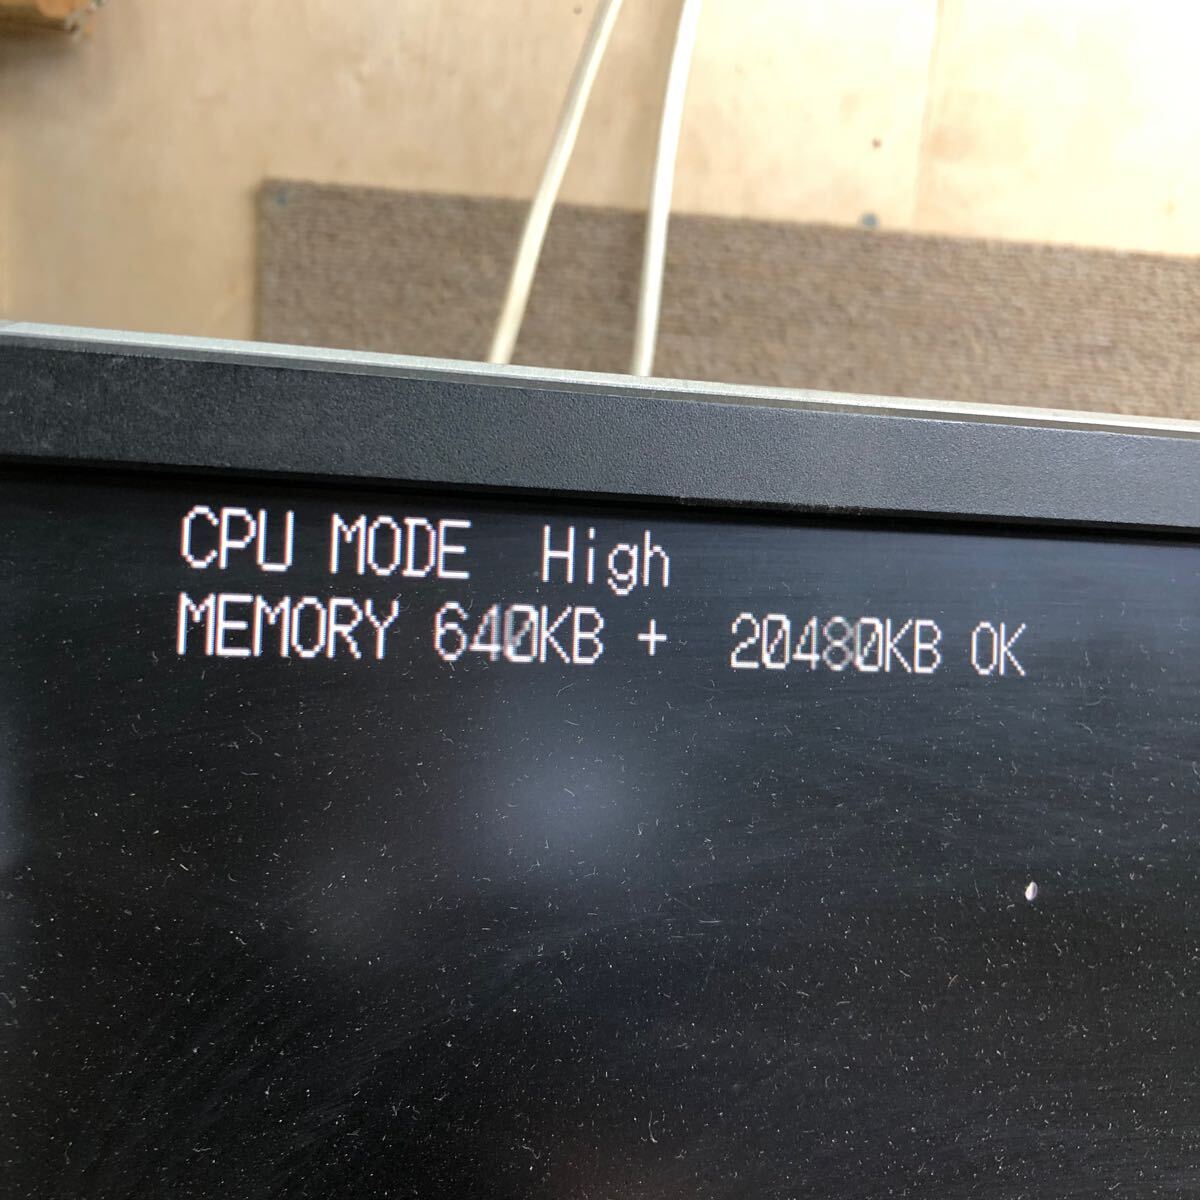 CPU MODE High
MEMORY 640KB + 20480KB OK